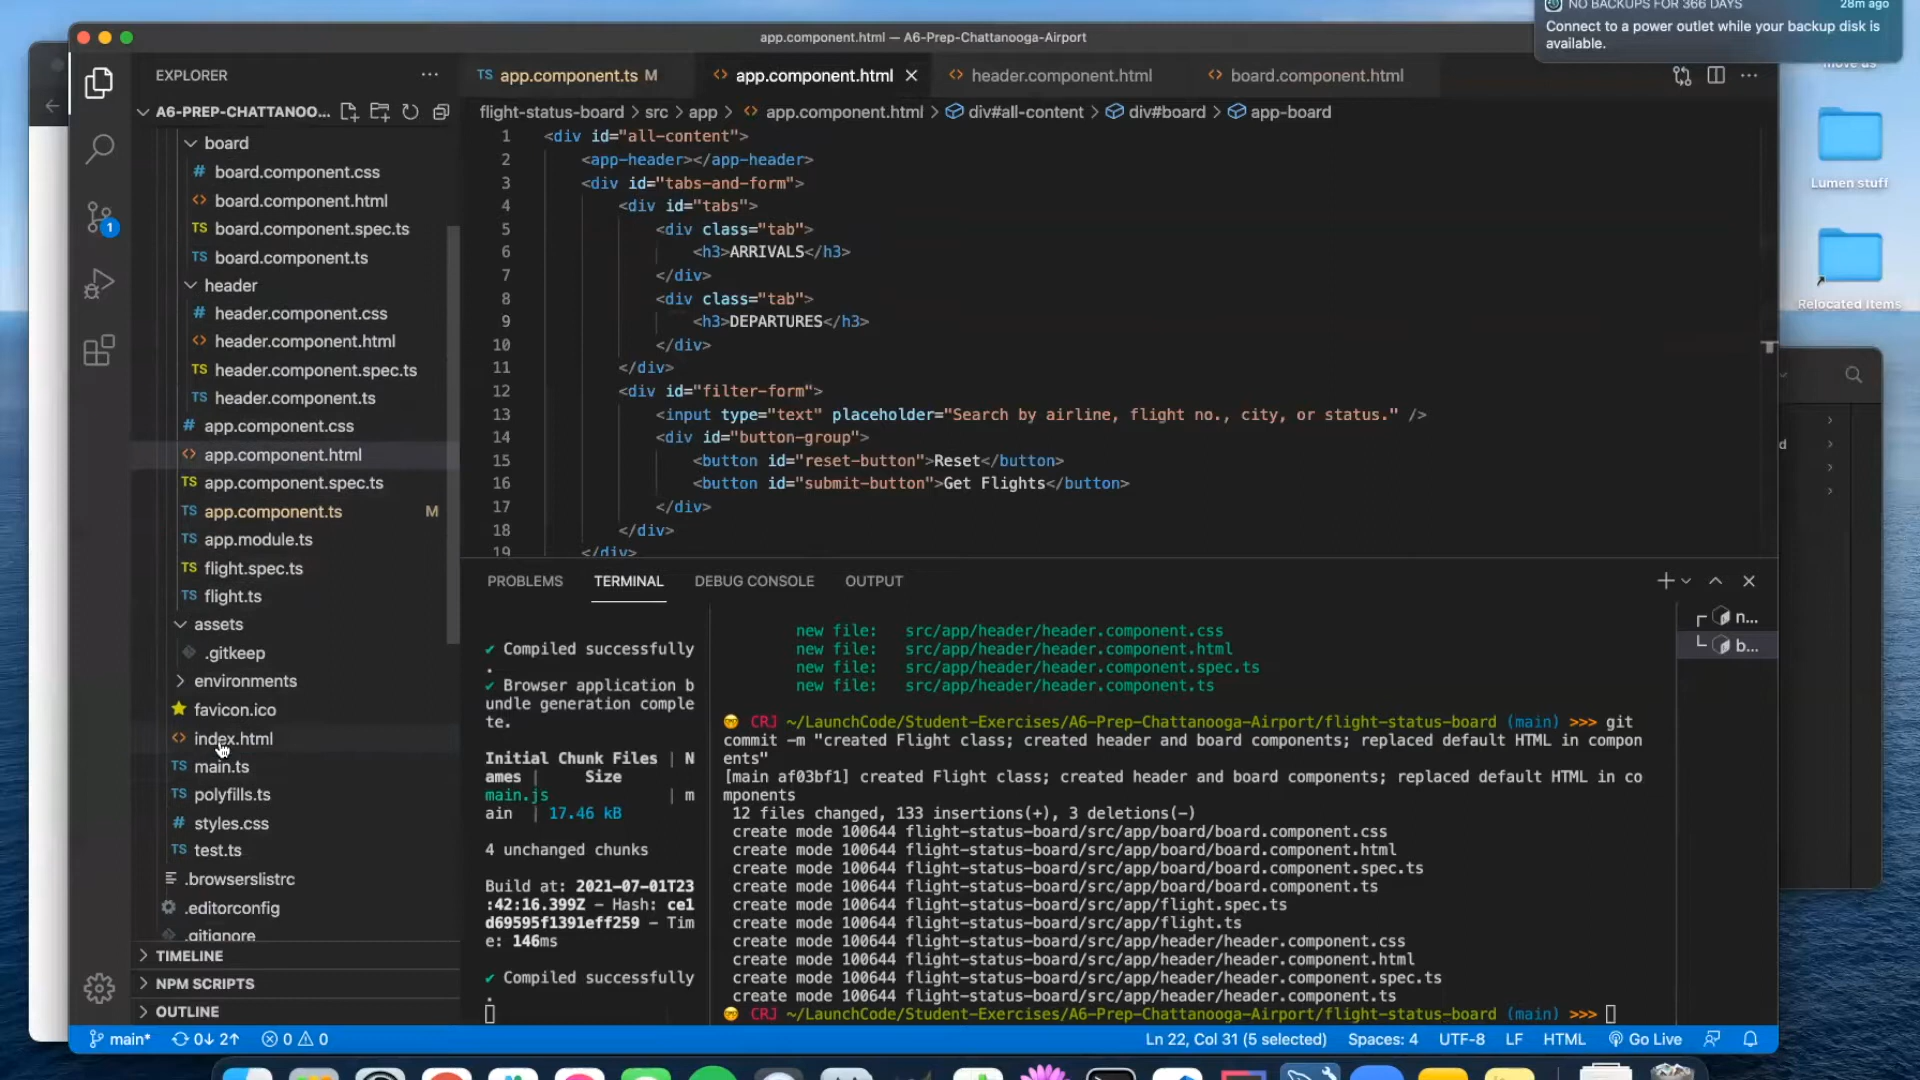 NO BACKUPS FOR 366 DAYS 28m ago
Connect to a power outlet while your backup disk is
available.
Lumen stuff
Relocated Items
app.component.html — A6-Prep-Chattanooga-Airport
EXPLORER
A6-PREP-CHATTANOO...
board
board.component.css
board.component.html
board.component.spec.ts
board.component.ts
header
header.component.css
header.component.html
header.component.spec.ts
header.component.ts
app.component.css
app.component.html
app.component.spec.ts
app.component.ts M
app.module.ts
flight.spec.ts
flight.ts
assets
.gitkeep
environments
favicon.ico
index.html
main.ts
polyfills.ts
styles.css
test.ts
.browserslistrc
.editorconfig
.gitignore
TIMELINE
NPM SCRIPTS
OUTLINE
TS app.component.ts M
app.component.html
header.component.html
board.component.html
flight-status-board > src > app > app.component.html > div#all-content > div#board > app-board
1 <div id="all-content">
2 <app-header></app-header>
3 <div id="tabs-and-form">
4 <div id="tabs">
5 <div class="tab">
6 <h3>ARRIVALS</h3>
7 </div>
8 <div class="tab">
9 <h3>DEPARTURES</h3>
10 </div>
11 </div>
12 <div id="filter-form">
13 <input type="text" placeholder="Search by airline, flight no., city, or status." />
14 <div id="button-group">
15 <button id="reset-button">Reset</button>
16 <button id="submit-button">Get Flights</button>
17 </div>
18 </div>
19 </div>
PROBLEMS TERMINAL DEBUG CONSOLE OUTPUT
✔ Compiled successfully
.
✔ Browser application b
undle generation comple
te.
Initial Chunk Files | N
ames | Size
main.js | m
ain | 17.46 kB
4 unchanged chunks
Build at: 2021-07-01T23
:42:16.399Z - Hash: ce1
d69595f1391eff259 - Tim
e: 146ms
✔ Compiled successfully
.
new file: src/app/header/header.component.css
new file: src/app/header/header.component.html
new file: src/app/header/header.component.spec.ts
new file: src/app/header/header.component.ts
CRJ ~/LaunchCode/Student-Exercises/A6-Prep-Chattanooga-Airport/flight-status-board (main) >>> git
commit -m "created Flight class; created header and board components; replaced default HTML in compon
ents"
[main af03bf1] created Flight class; created header and board components; replaced default HTML in co
mponents
12 files changed, 133 insertions(+), 3 deletions(-)
create mode 100644 flight-status-board/src/app/board/board.component.css
create mode 100644 flight-status-board/src/app/board/board.component.html
create mode 100644 flight-status-board/src/app/board/board.component.spec.ts
create mode 100644 flight-status-board/src/app/board/board.component.ts
create mode 100644 flight-status-board/src/app/flight.spec.ts
create mode 100644 flight-status-board/src/app/flight.ts
create mode 100644 flight-status-board/src/app/header/header.component.css
create mode 100644 flight-status-board/src/app/header/header.component.html
create mode 100644 flight-status-board/src/app/header/header.component.spec.ts
create mode 100644 flight-status-board/src/app/header/header.component.ts
CRJ ~/LaunchCode/Student-Exercises/A6-Prep-Chattanooga-Airport/flight-status-board (main) >>>
n...
b...
main* 0↓ 2↑ 0 0
Ln 22, Col 31 (5 selected) Spaces: 4 UTF-8 LF HTML Go Live